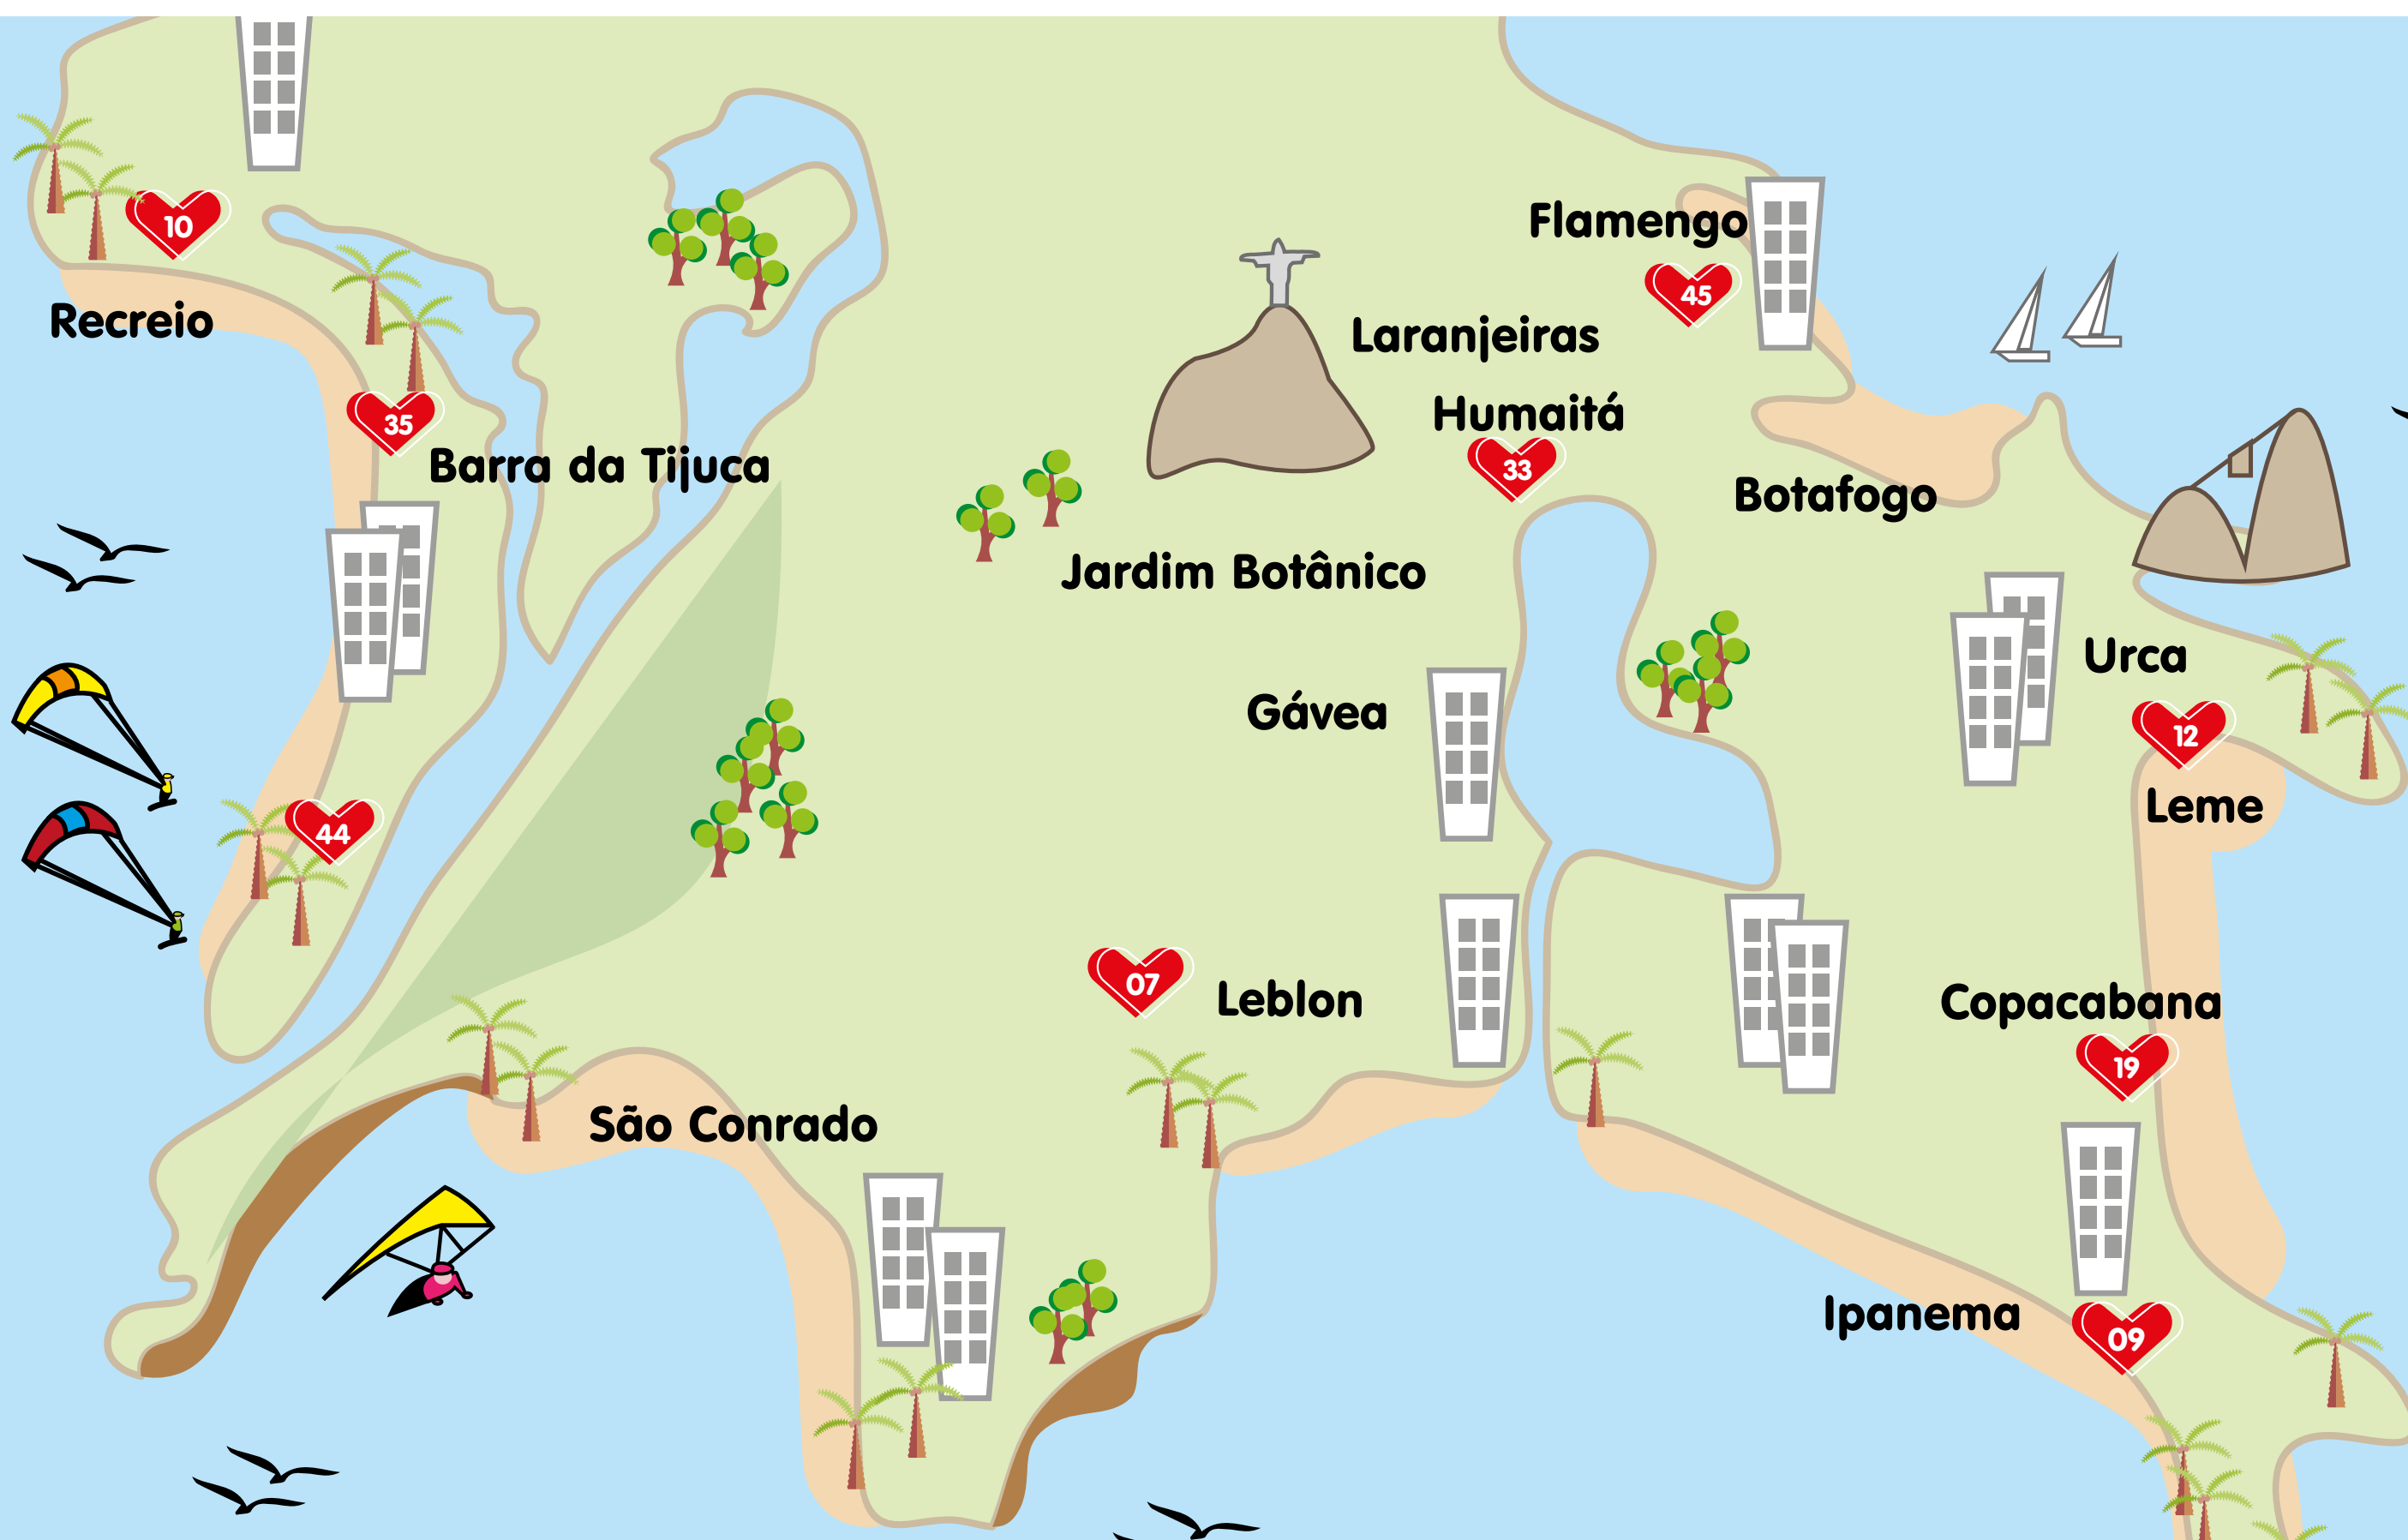 Flamengo
10
45
Recreio
Laranjeiras
35
Humaitá
Barra da Tijuca
33
Botafogo
Jardim Botânico
Urca
Gávea
12
44
Leme
07
Leblon
Copacabana
19
São Conrado
Ipanema
09